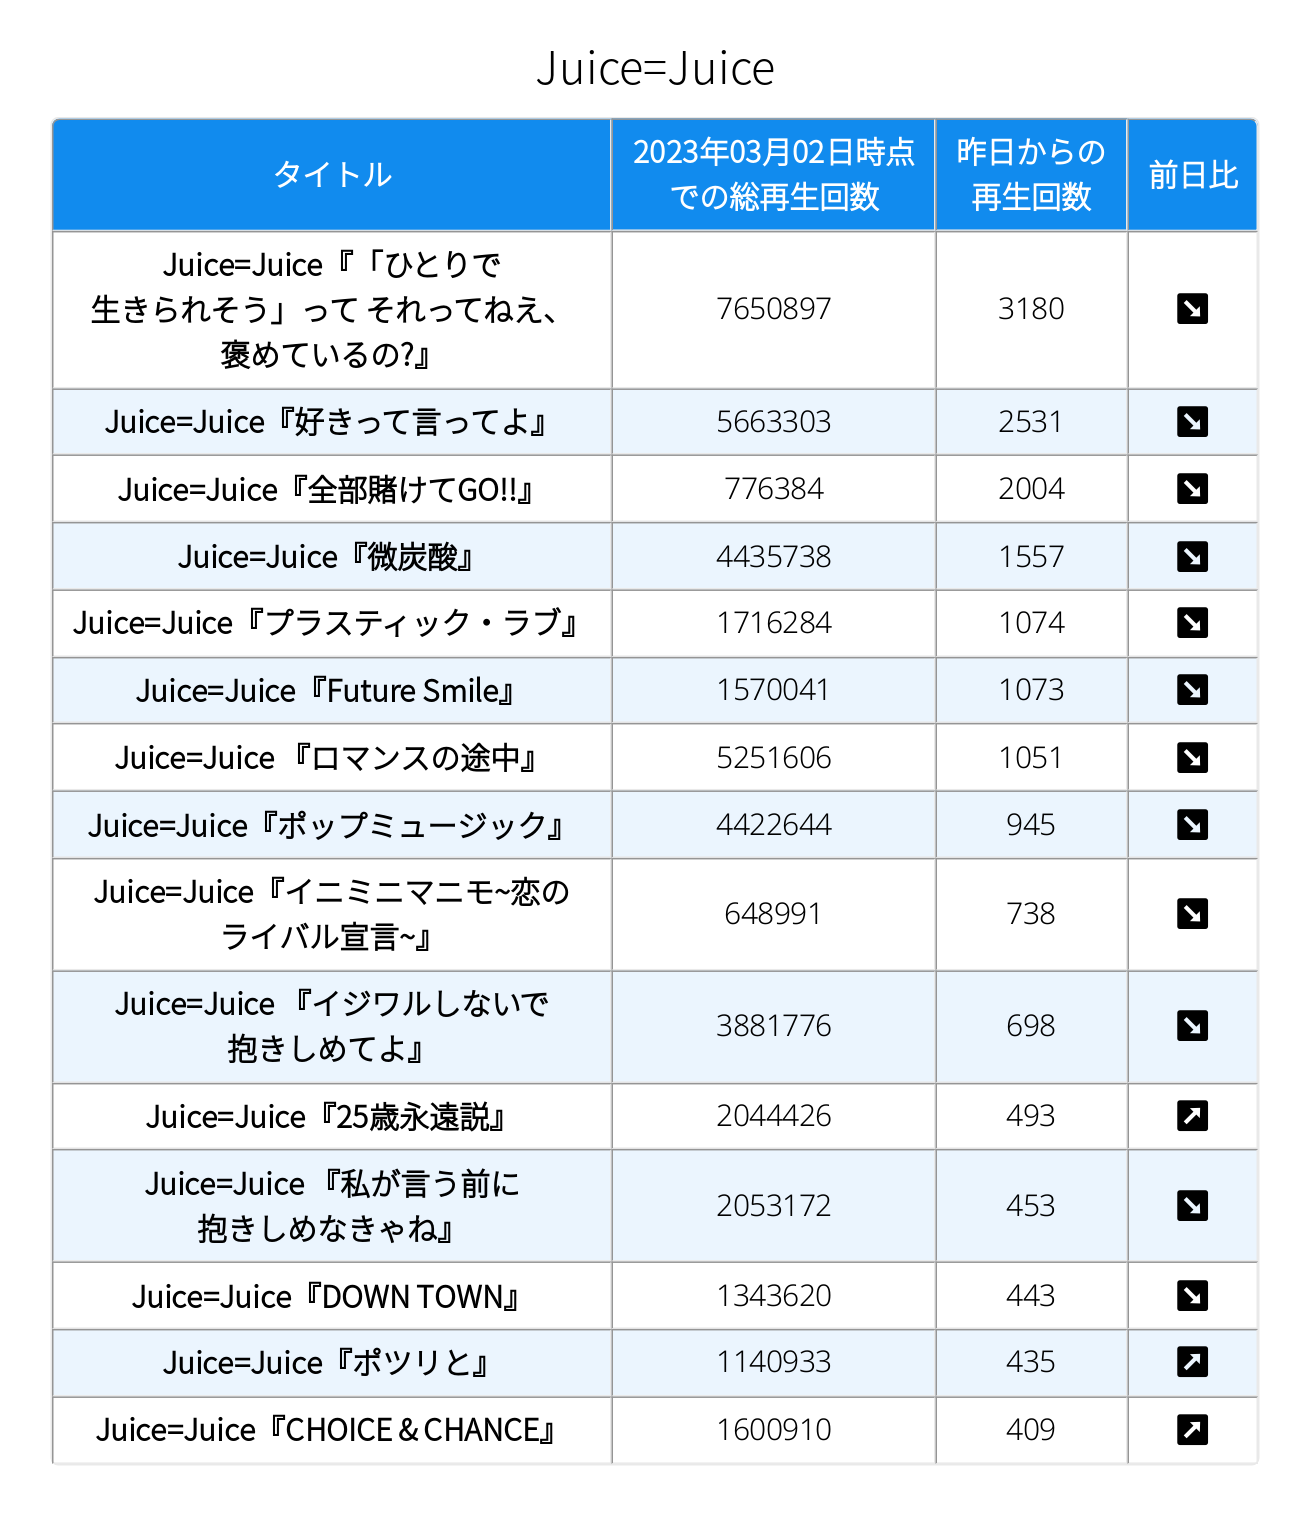 Juice=Juice
タイトル
2023年03月02日時点
での総再生回数
昨日からの
再生回数
前日比
Juice=Juice『「ひとりで
生きられそう」って それってねえ、
褒めているの?』
7650897
3180
Juice=Juice『好きって言ってよ』
5663303
2531
Juice=Juice『全部賭けてGO!!』
776384
2004
Juice=Juice『微炭酸』
4435738
1557
Juice=Juice『プラスティック・ラブ』
1716284
1074
Juice=Juice『Future Smile』
1570041
1073
Juice=Juice 『ロマンスの途中』
5251606
1051
Juice=Juice『ポップミュージック』
4422644
945
Juice=Juice『イニミニマニモ~恋の
ライバル宣言~』
648991
738
Juice=Juice 『イジワルしないで
抱きしめてよ』
3881776
698
Juice=Juice『25歳永遠説』
2044426
493
Juice=Juice 『私が言う前に
抱きしめなきゃね』
2053172
453
Juice=Juice『DOWN TOWN』
1343620
443
Juice=Juice『ポツリと』
1140933
435
Juice=Juice『CHOICE & CHANCE』
1600910
409